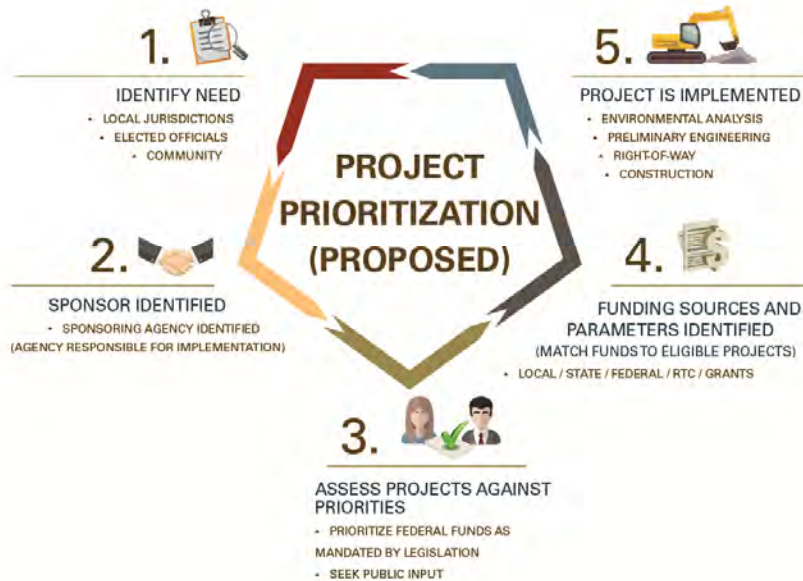 PROJECT
PRIORITIZATION
(PROPOSED)
1.
IDENTIFY NEED
• LOCAL JURISDICTIONS
• ELECTED OFFICIALS
• COMMUNITY
2.
SPONSOR IDENTIFIED
• SPONSORING AGENCY IDENTIFIED
(AGENCY RESPONSIBLE FOR IMPLEMENTATION)
3.
ASSESS PROJECTS AGAINST
PRIORITIES
• PRIORITIZE FEDERAL FUNDS AS
MANDATED BY LEGISLATION
• SEEK PUBLIC INPUT
4.
FUNDING SOURCES AND
PARAMETERS IDENTIFIED
(MATCH FUNDS TO ELIGIBLE PROJECTS)
• LOCAL / STATE / FEDERAL / RTC / GRANTS
5.
PROJECT IS IMPLEMENTED
• ENVIRONMENTAL ANALYSIS
• PRELIMINARY ENGINEERING
• RIGHT-OF-WAY
• CONSTRUCTION